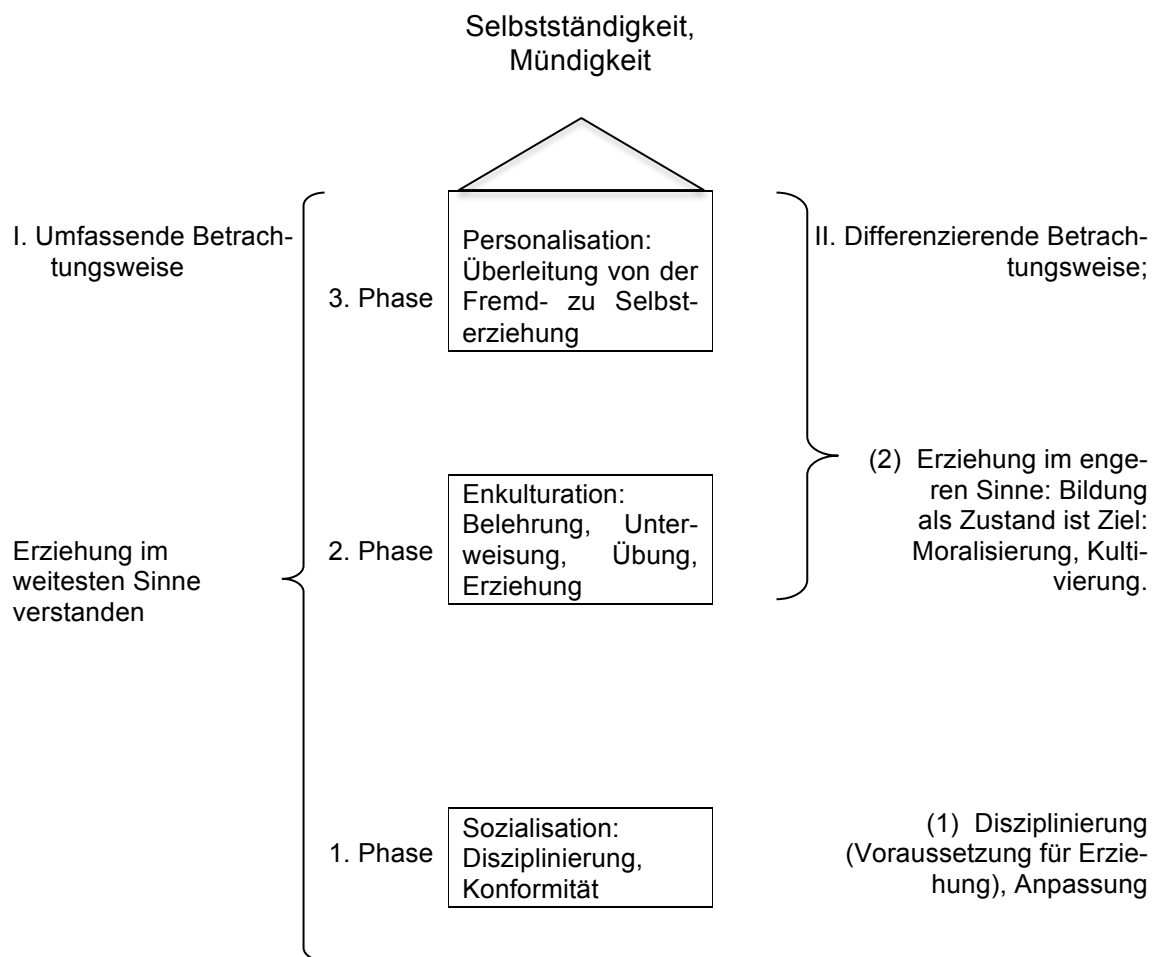 Selbstständigkeit,
Mündigkeit
I. Umfassende Betrach-
tungsweise
3. Phase
Personalisation:
Überleitung von der
Fremd- zu Selbst-
erziehung
II. Differenzierende Betrach-
tungsweise;
Erziehung im
weitesten Sinne
verstanden
2. Phase
Enkulturation:
Belehrung, Unter-
weisung, Übung,
Erziehung
(2) Erziehung im enge-
ren Sinne: Bildung
als Zustand ist Ziel:
Moralisierung, Kulti-
vierung.
1. Phase
Sozialisation:
Disziplinierung,
Konformität
(1) Disziplinierung
(Voraussetzung für Erzie-
hung), Anpassung